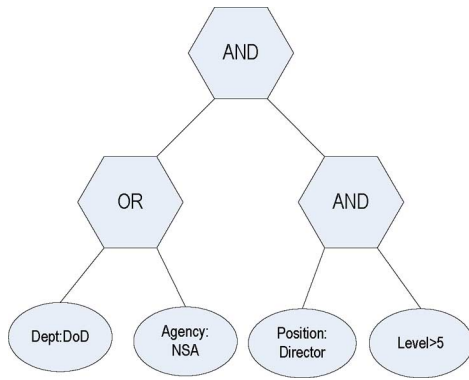 AND
OR
AND
Dept:DoD
Agency:
NSA
Position:
Director
Level>5